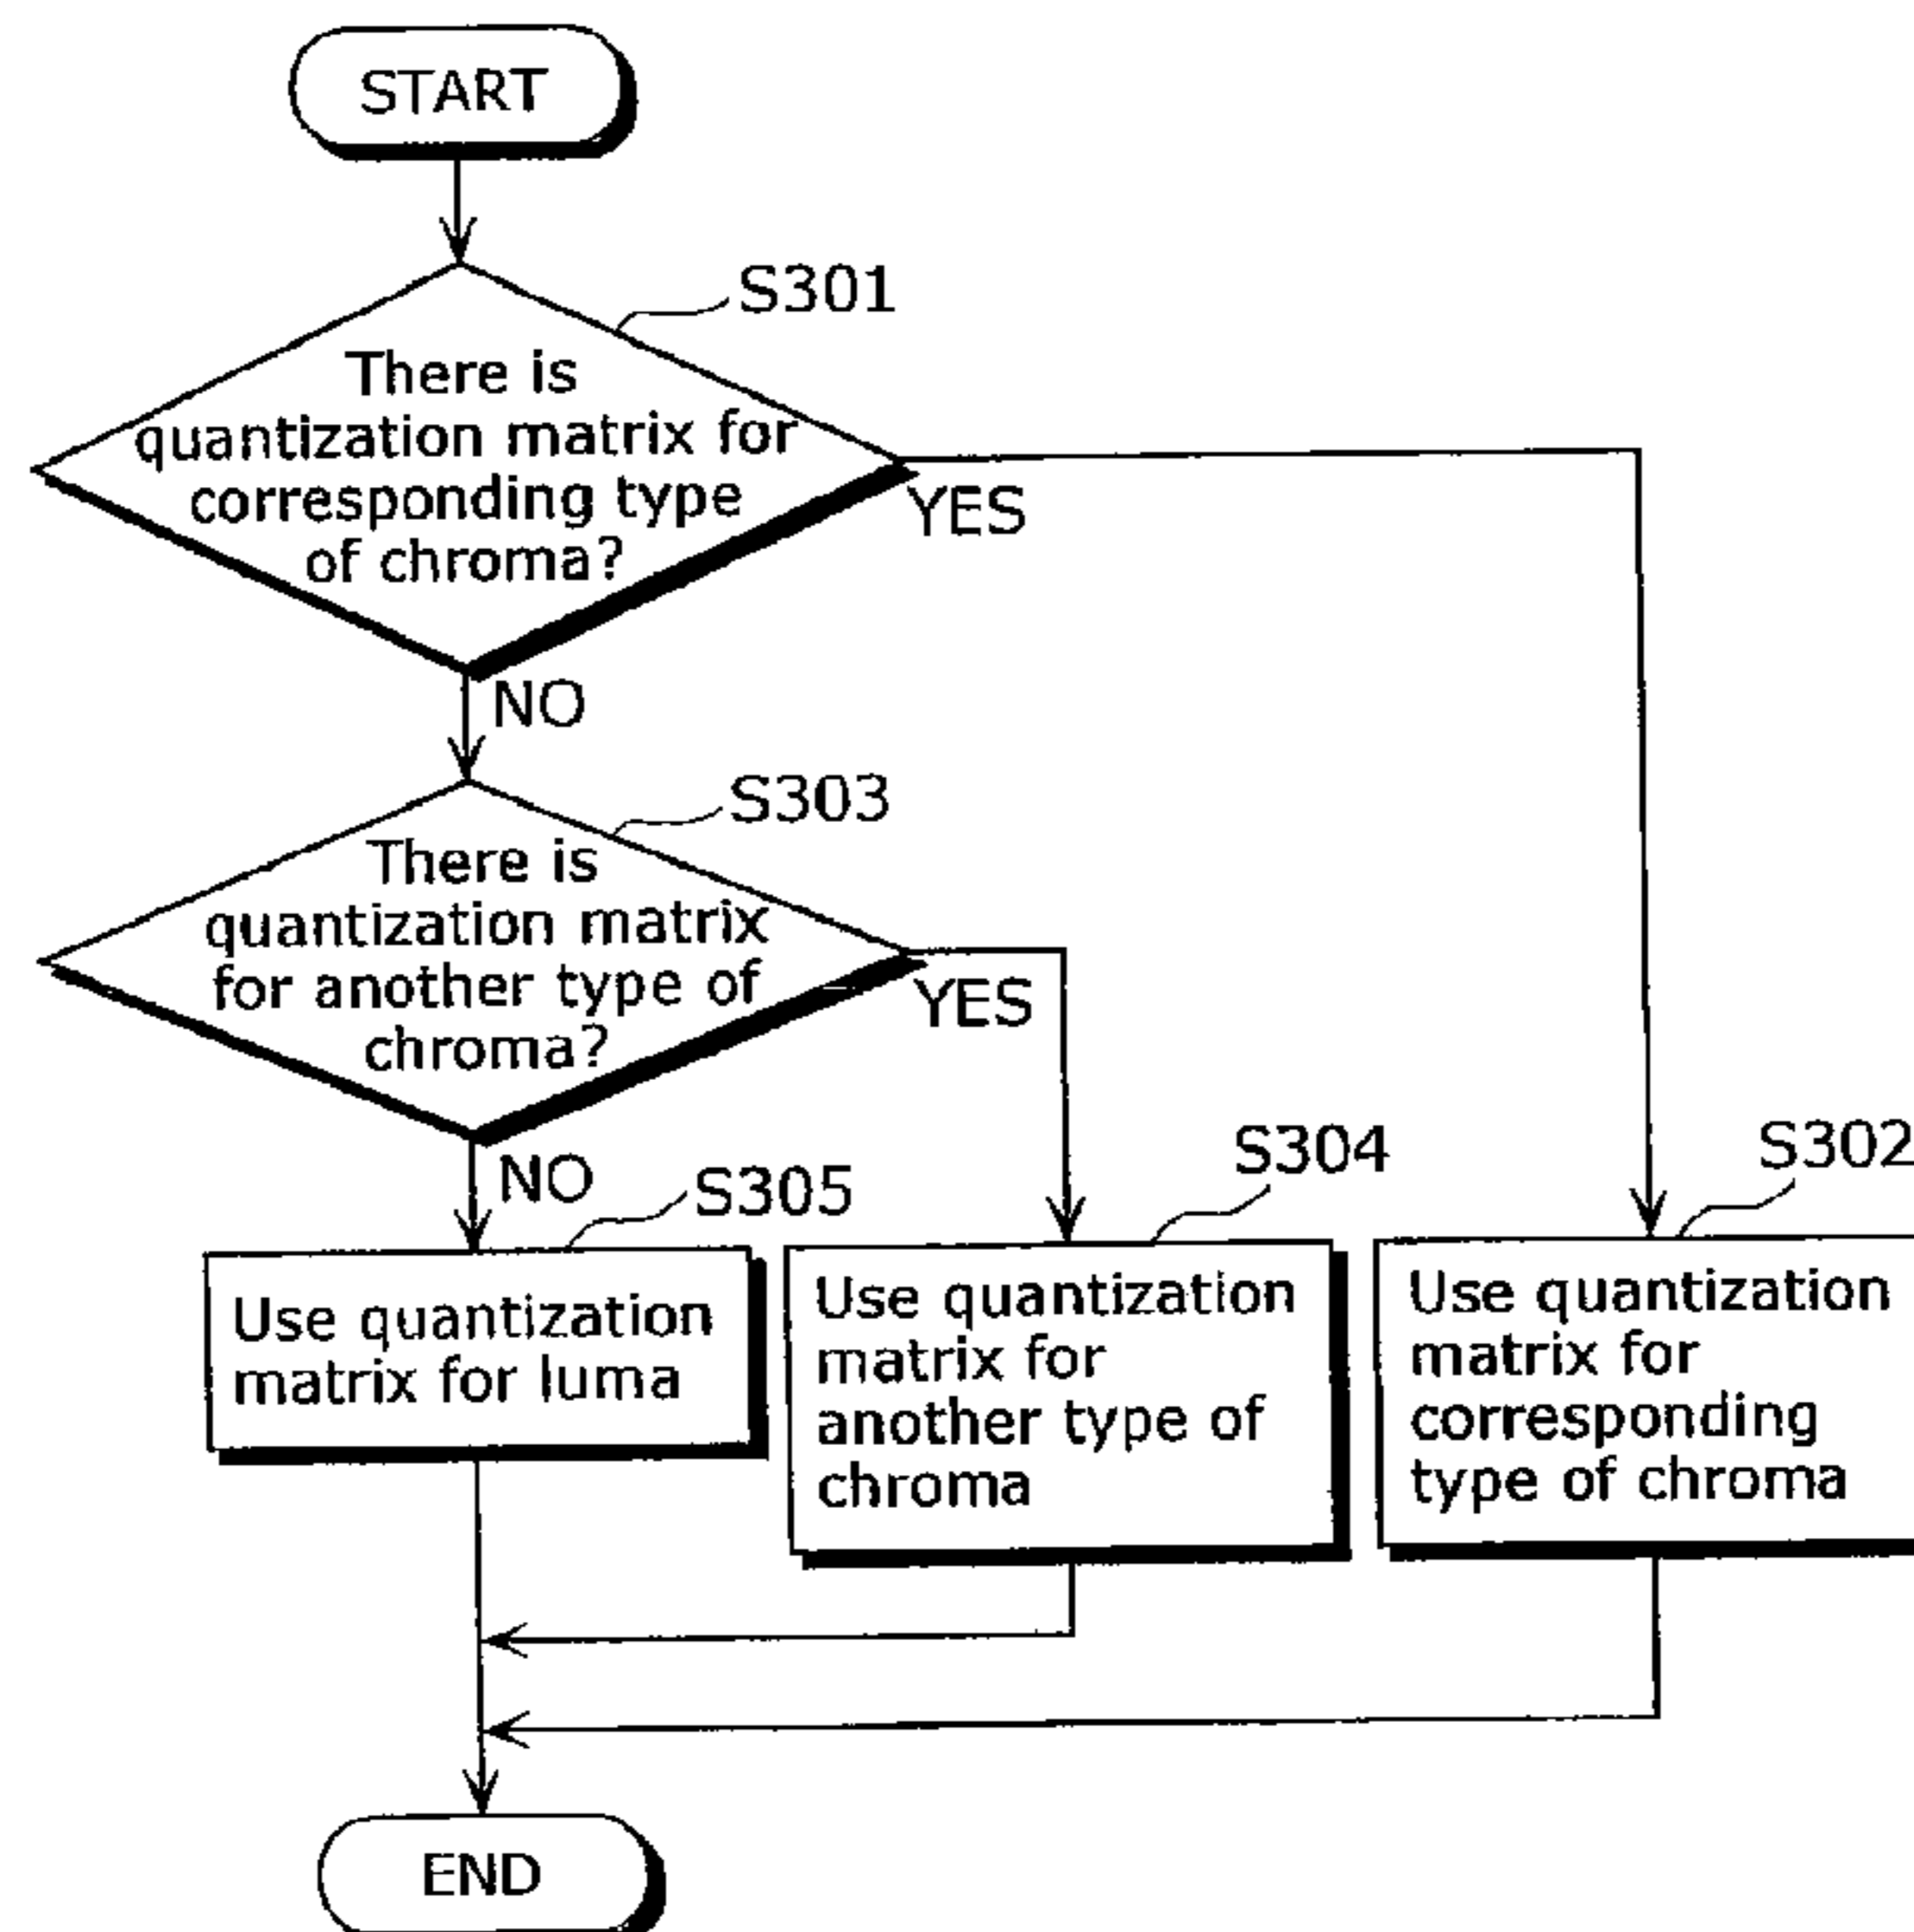 START
S301
There is
quantization matrix for
corresponding type
of chroma?
YES
NO
S303
There is
quantization matrix
for another type of
chroma?
YES
NO
S305
S304
S302
Use quantization
matrix for luma
Use quantization
matrix for
another type of
chroma
Use quantization
matrix for
corresponding
type of chroma
END